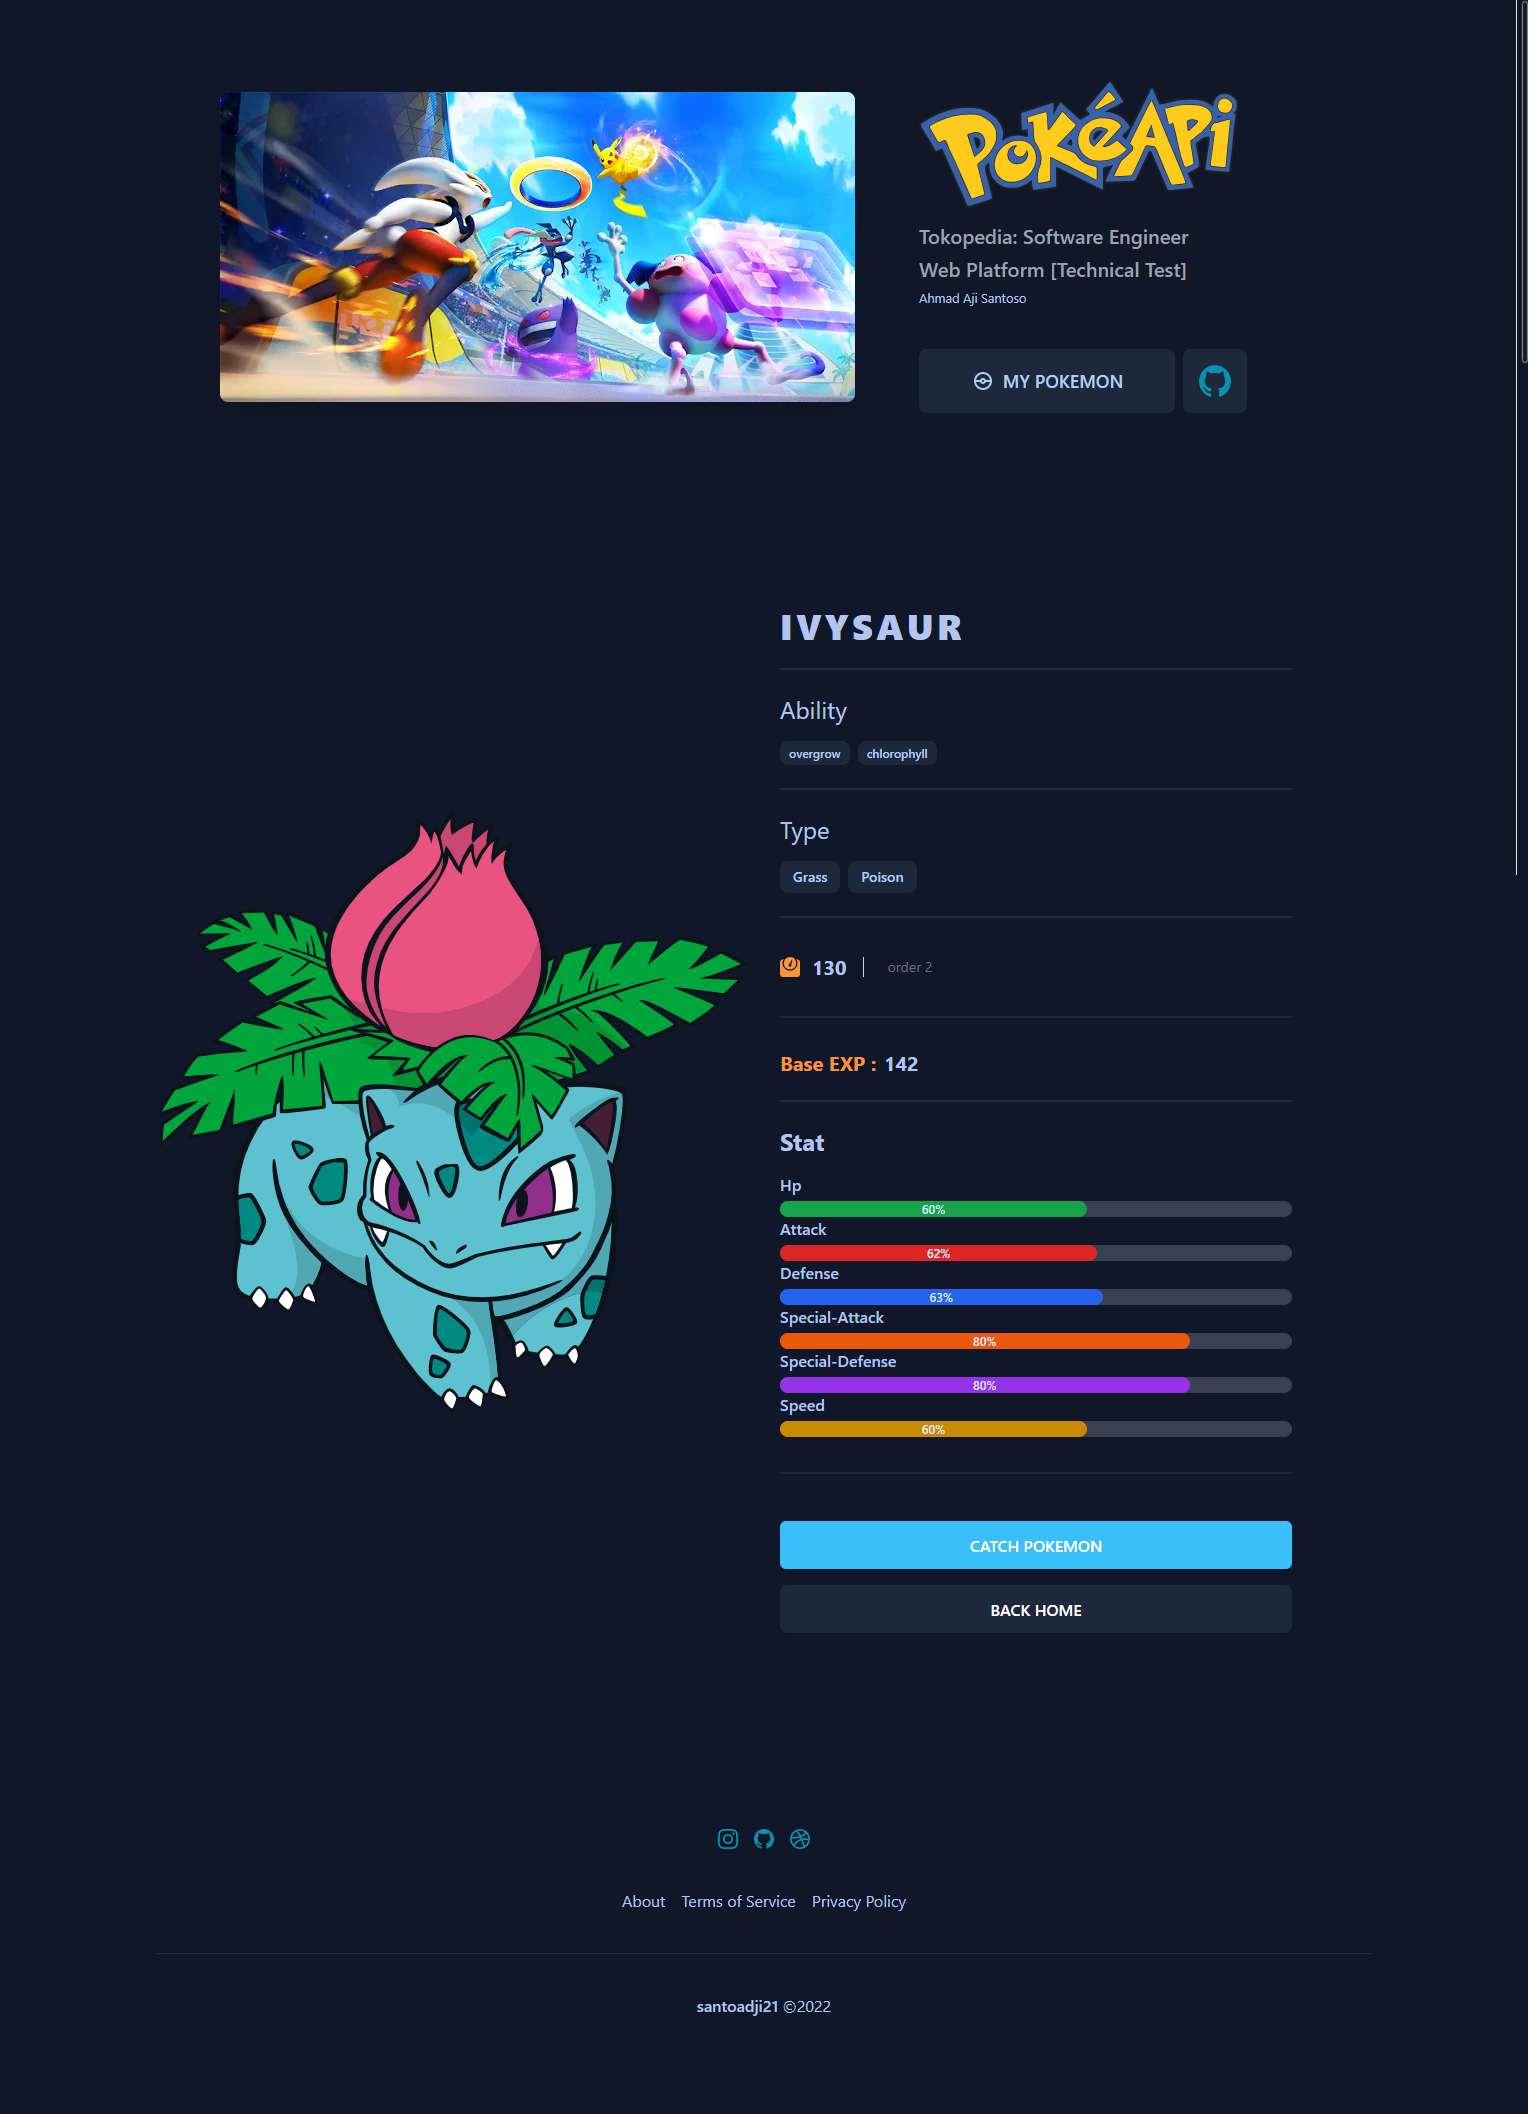 PokéAPi
Tokopedia: Software Engineer
Web Platform [Technical Test]
Ahmad Aji Santoso
MY POKEMON
IVYSAUR
Ability
overgrow chlorophyll
Type
Grass Poison
130 order 2
Base EXP : 142
Stat
Hp
60%
Attack
62%
Defense
63%
Special-Attack
80%
Special-Defense
80%
Speed
60%
CATCH POKEMON
BACK HOME
About Terms of Service Privacy Policy
santoadji21 ©2022